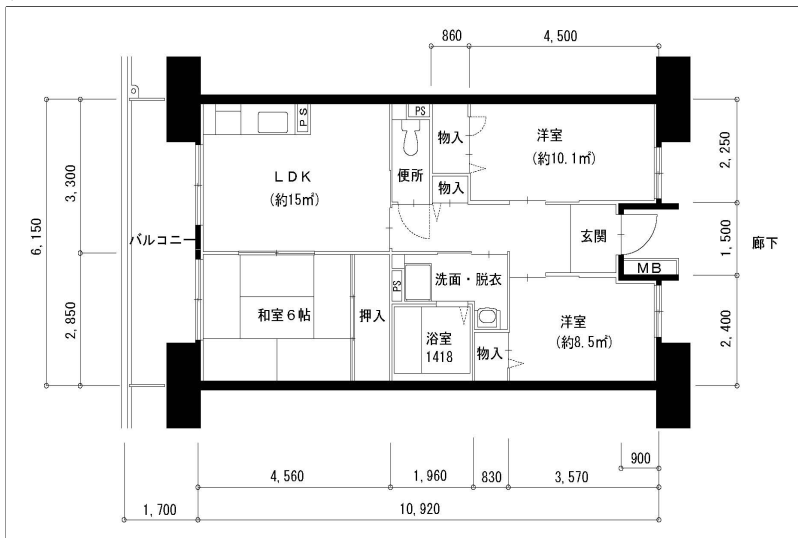 860
4,500
PS
PS
物入
洋室
(約10.1㎡)
LDK
(約15㎡)
便所
物入
2,250
3,300
6,150
バルコニー
玄関
1,500
廊下
MB
洗面・脱衣
PS
和室6帖
押入
2,850
浴室
1418
物入
洋室
(約8.5㎡)
2,400
900
4,560
1,960
830
3,570
1,700
10,920